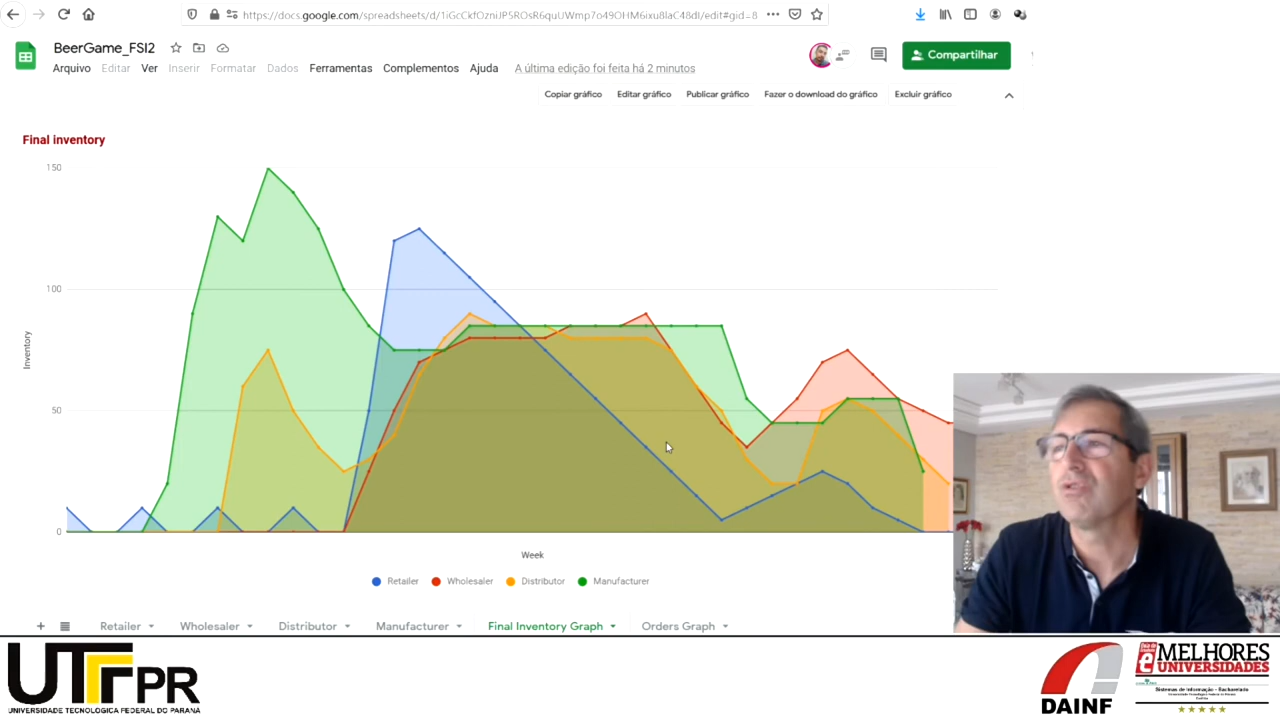 https://docs.google.com/spreadsheets/d/1iGcCkfOzniJP5ROsR6quUWmp7o49OHM6ixu8laC48dI/edit#gid=8
BeerGame_FSI2
Arquivo Editar Ver Inserir Formatar Dados Ferramentas Complementos Ajuda A última edição foi feita há 2 minutos
Compartilhar
Copiar gráfico Editar gráfico Publicar gráfico Fazer o download do gráfico Excluir gráfico
Final inventory
150
100
50
0
Inventory
Week
Retailer Wholesaler Distributor Manufacturer
Retailer Wholesaler Distributor Manufacturer Final Inventory Graph Orders Graph
UTFPR
UNIVERSIDADE TECNOLÓGICA FEDERAL DO PARANÁ
DAINF
MELHORES
UNIVERSIDADES
Sistemas de Informação - Bacharelado